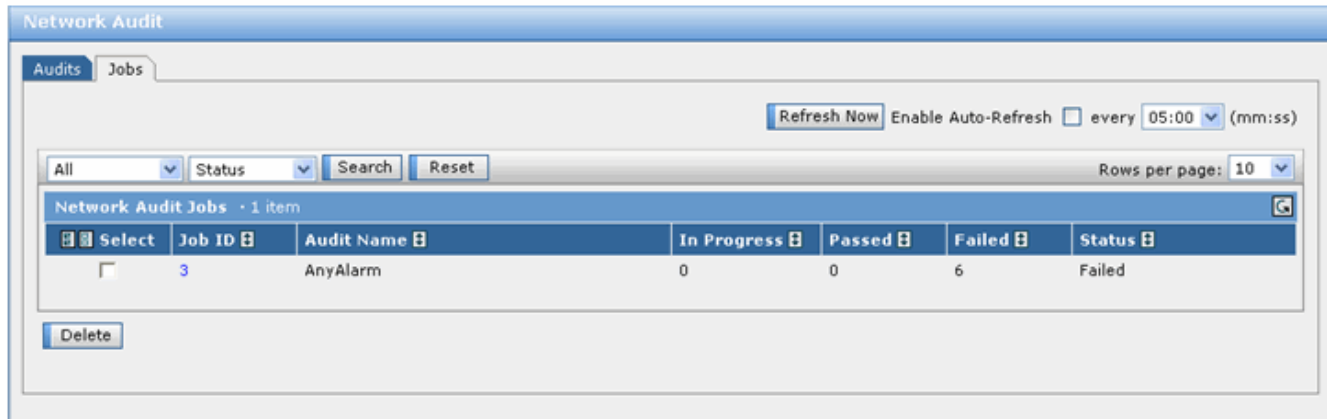 Network Audit
Audits Jobs
Refresh Now Enable Auto-Refresh every 05:00 (mm:ss)
All Status Search Reset Rows per page: 10
Network Audit Jobs · 1 item
Select Job ID Audit Name In Progress Passed Failed Status
3 AnyAlarm 0 0 6 Failed
Delete